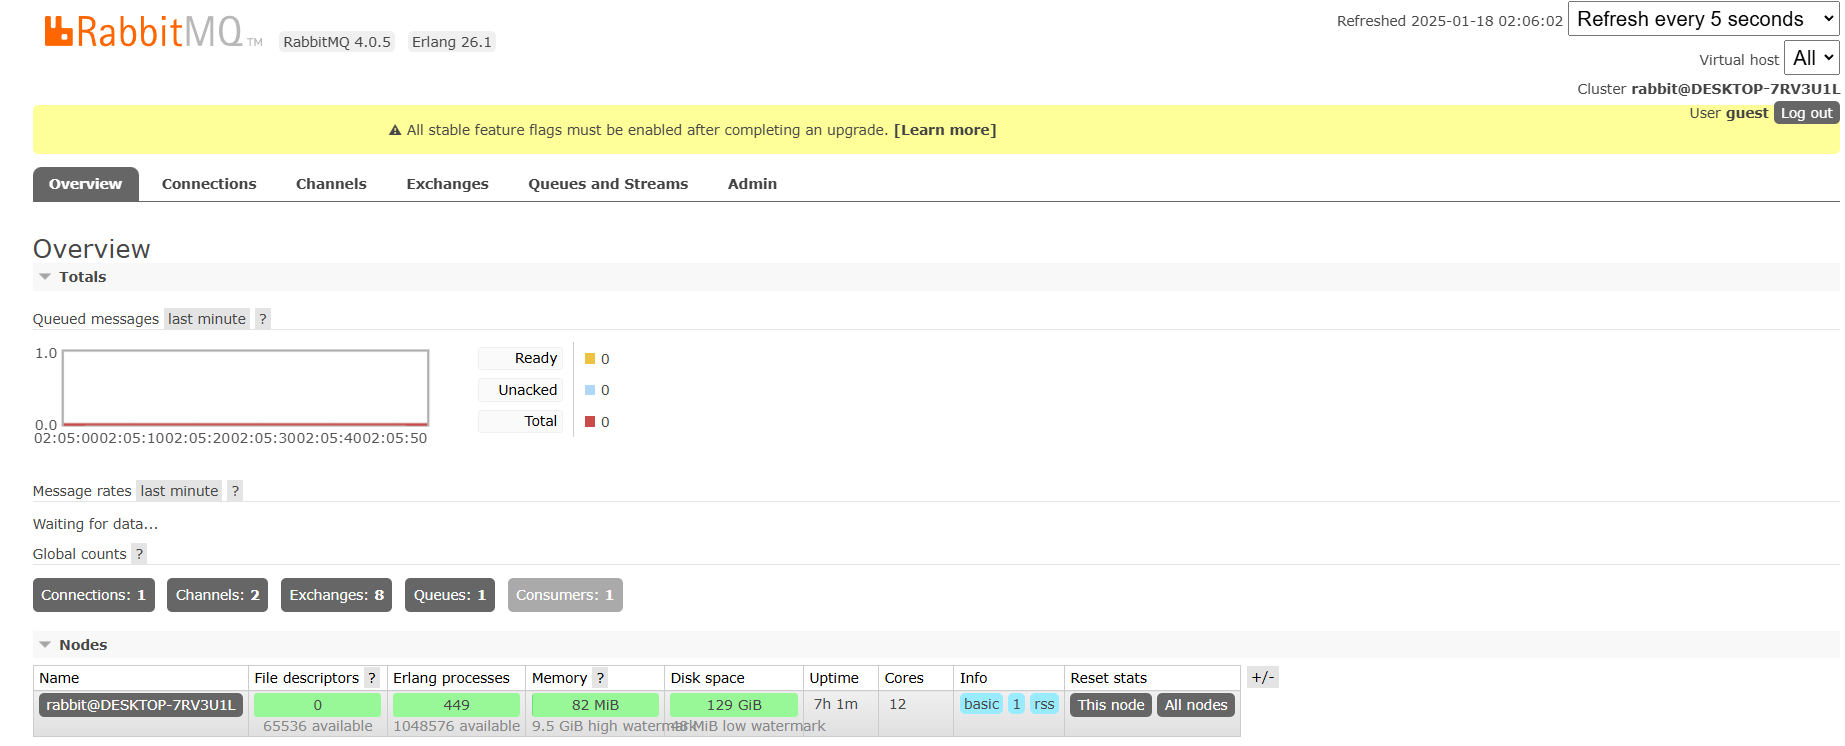 RabbitMQ TM RabbitMQ 4.0.5 Erlang 26.1
Refreshed 2025-01-18 02:06:02 Refresh every 5 seconds
Virtual host All
Cluster rabbit@DESKTOP-7RV3U1L
User guest Log out
⚠ All stable feature flags must be enabled after completing an upgrade. [Learn more]
Overview Connections Channels Exchanges Queues and Streams Admin
Overview
Totals
Queued messages last minute ?
1.0
0.0
02:05:00 02:05:10 02:05:20 02:05:30 02:05:40 02:05:50
Ready 0
Unacked 0
Total 0
Message rates last minute ?
Waiting for data...
Global counts ?
Connections: 1 Channels: 2 Exchanges: 8 Queues: 1 Consumers: 1
Nodes
Name File descriptors ? Erlang processes Memory ? Disk space Uptime Cores Info Reset stats +/-
rabbit@DESKTOP-7RV3U1L 0 449 82 MiB 129 GiB 7h 1m 12 basic 1 rss This node All nodes
65536 available 1048576 available 9.5 GiB high watermark 48 MiB low watermark